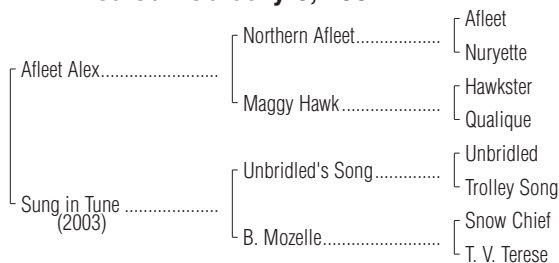 Afleet
Northern Afleet....................
Nuryette
Afleet Alex............................
Hawkster
Maggy Hawk.......................
Qualique
Unbridled
Unbridled's Song...............
Trolley Song
Sung in Tune ......................
(2003)
Snow Chief
B. Mozelle...........................
T. V. Terese